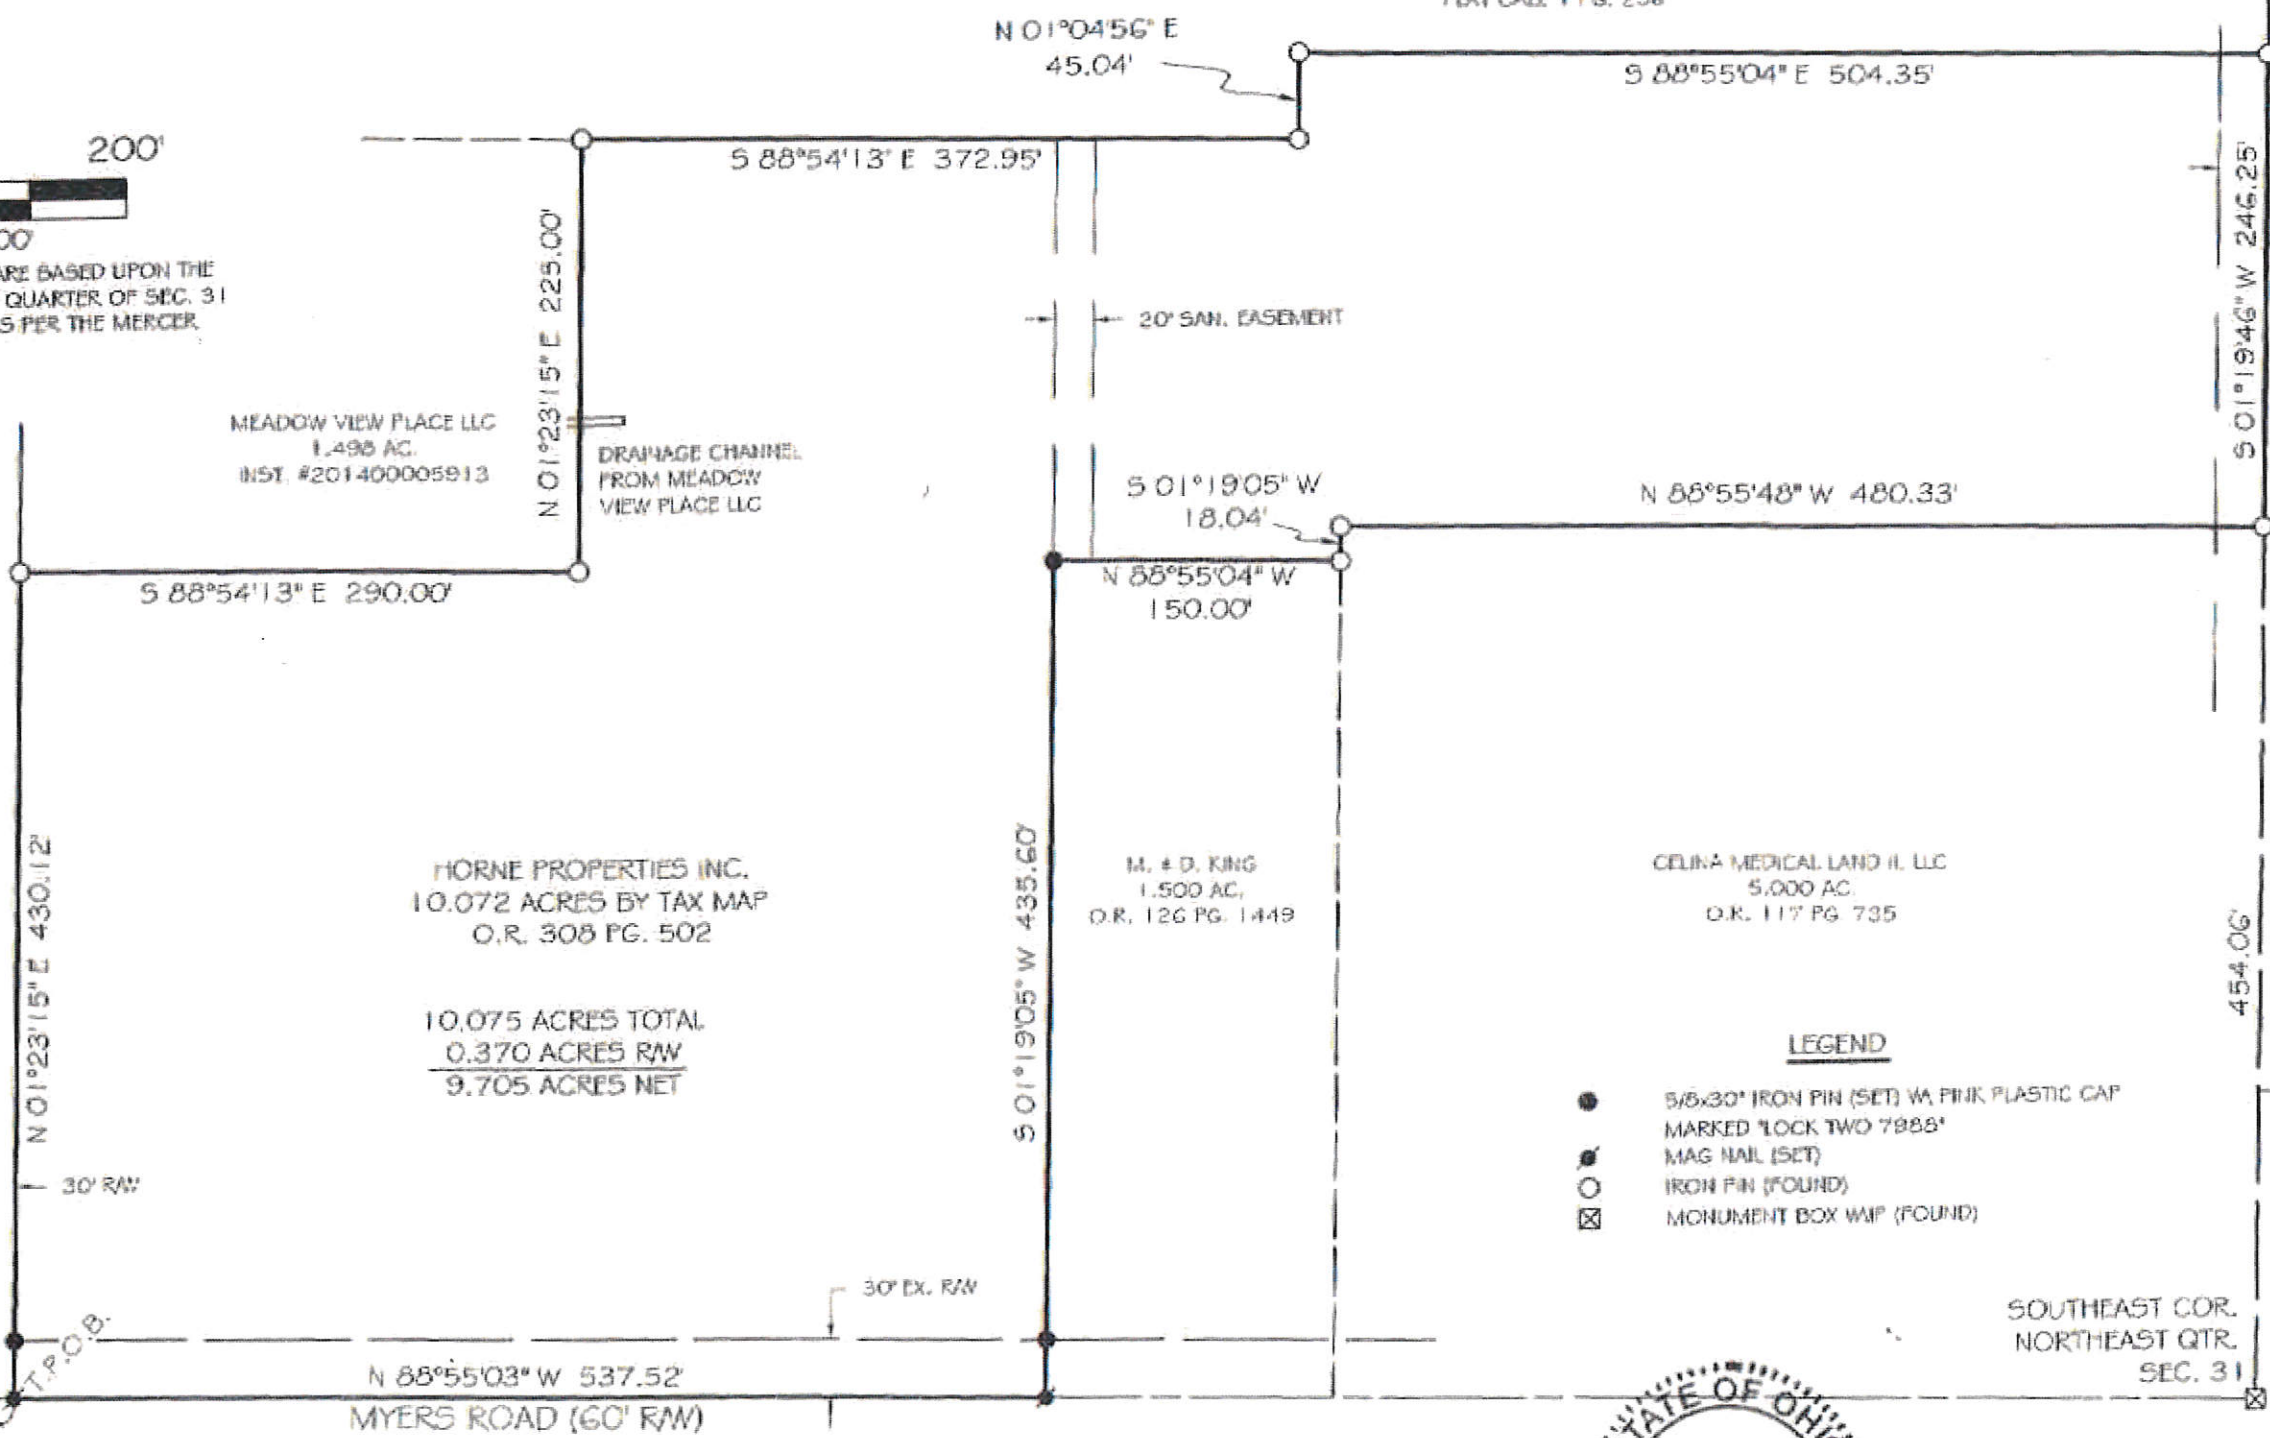 N 01°04'56" E
45.04'
S 88°55'04" E 504.35'
200'
S 88°54'13" E 372.95'
ARE BASED UPON THE
QUARTER OF SEC. 31
S PER THE MERCER
N 01°23'15" E 225.00'
S 01°19'46" W 246.25'
20' SAN. EASEMENT
MEADOW VIEW PLACE LLC
1.498 AC.
INST. #201400005913
DRAINAGE CHANNEL
FROM MEADOW
VIEW PLACE LLC
S 01°19'05" W
18.04'
N 88°55'48" W 480.33'
S 88°54'13" E 290.00'
N 88°55'04" W
150.00'
N 01°23'15" E 430.12'
HORNE PROPERTIES INC.
10.072 ACRES BY TAX MAP
O.R. 308 PG. 502
10.075 ACRES TOTAL
0.370 ACRES R/W
9.705 ACRES NET
S 01°19'05" W 435.60'
M. & D. KING
1.500 AC.
O.R. 126 PG. 1449
CELINA MEDICAL LAND II, LLC
5.000 AC.
O.R. 117 PG 735
454.06'
LEGEND
5/8x30" IRON PIN (SET) W/ PINK PLASTIC CAP
MARKED "LOCK TWO 7988"
MAG NAIL (SET)
IRON PIN (FOUND)
MONUMENT BOX W/IP (FOUND)
30' R/W
30' EX. R/W
T.P.O.B.
N 88°55'03" W 537.52'
MYERS ROAD (60' R/W)
SOUTHEAST COR.
NORTHEAST QTR.
SEC. 31
STATE OF OHIO